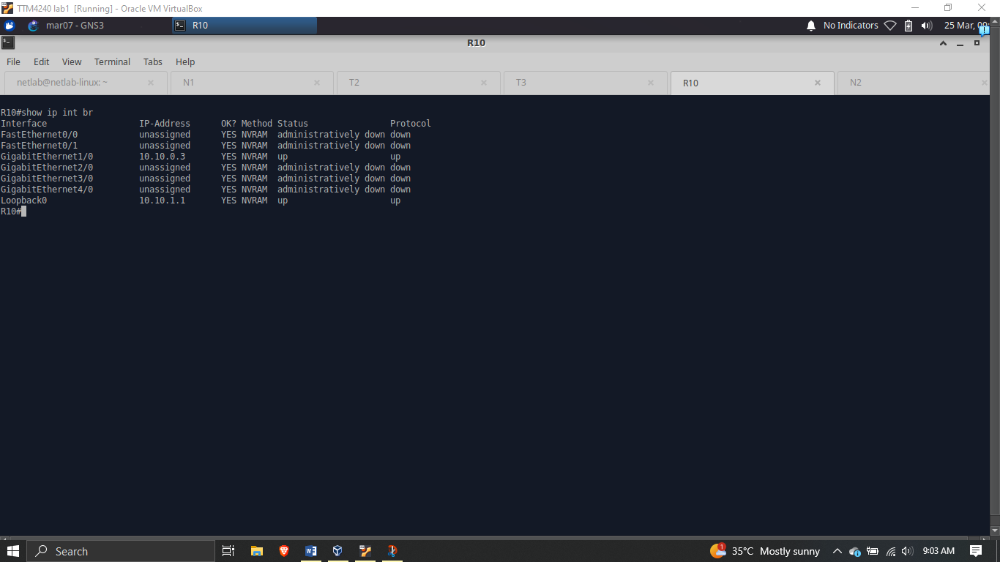 TTM4240 lab1 [Running] - Oracle VM VirtualBox
mar07 - GNS3 R10 No Indicators 25 Mar,
R10
File Edit View Terminal Tabs Help
netlab@netlab-linux: ~ N1 T2 T3 R10 N2
R10#show ip int br
Interface IP-Address OK? Method Status Protocol
FastEthernet0/0 unassigned YES NVRAM administratively down down
FastEthernet0/1 unassigned YES NVRAM administratively down down
GigabitEthernet1/0 10.10.0.3 YES NVRAM up up
GigabitEthernet2/0 unassigned YES NVRAM administratively down down
GigabitEthernet3/0 unassigned YES NVRAM administratively down down
GigabitEthernet4/0 unassigned YES NVRAM administratively down down
Loopback0 10.10.1.1 YES NVRAM up up
R10#
Search 1 35°C Mostly sunny 9:03 AM